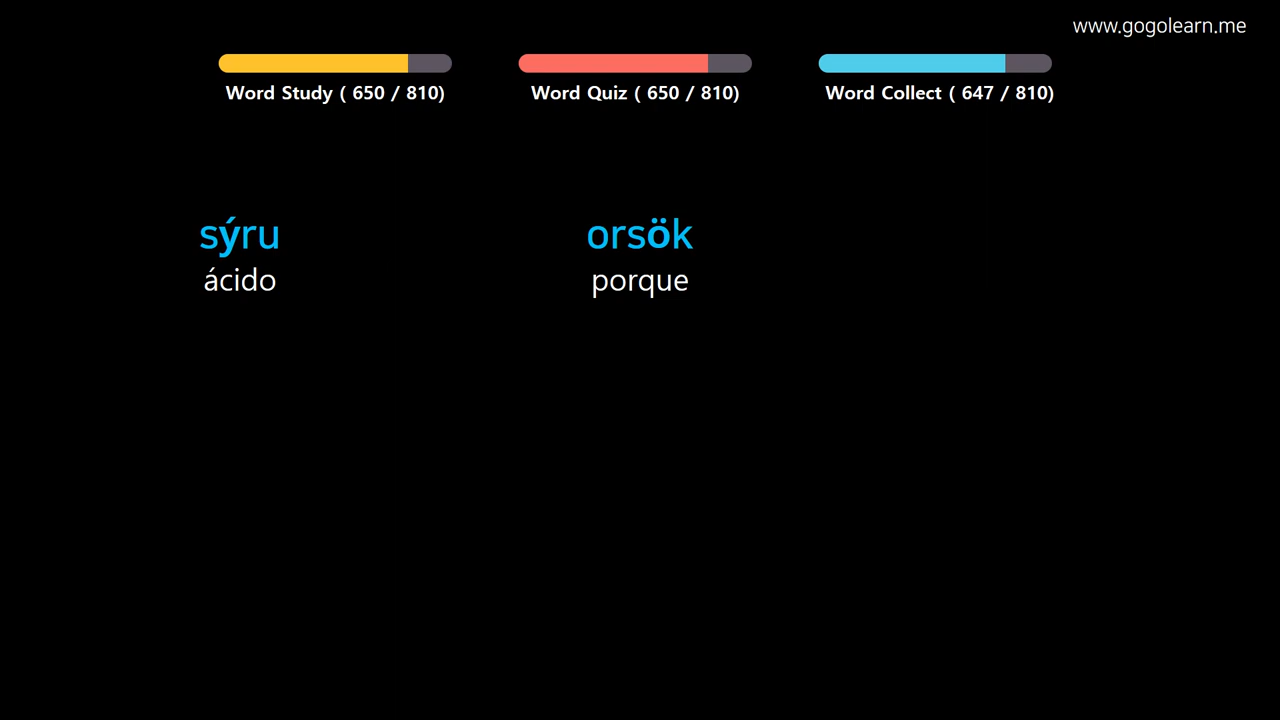 www.gogolearn.me
Word Study ( 650 / 810)
Word Quiz ( 650 / 810)
Word Collect ( 647 / 810)
sýru
ácido
orsök
porque